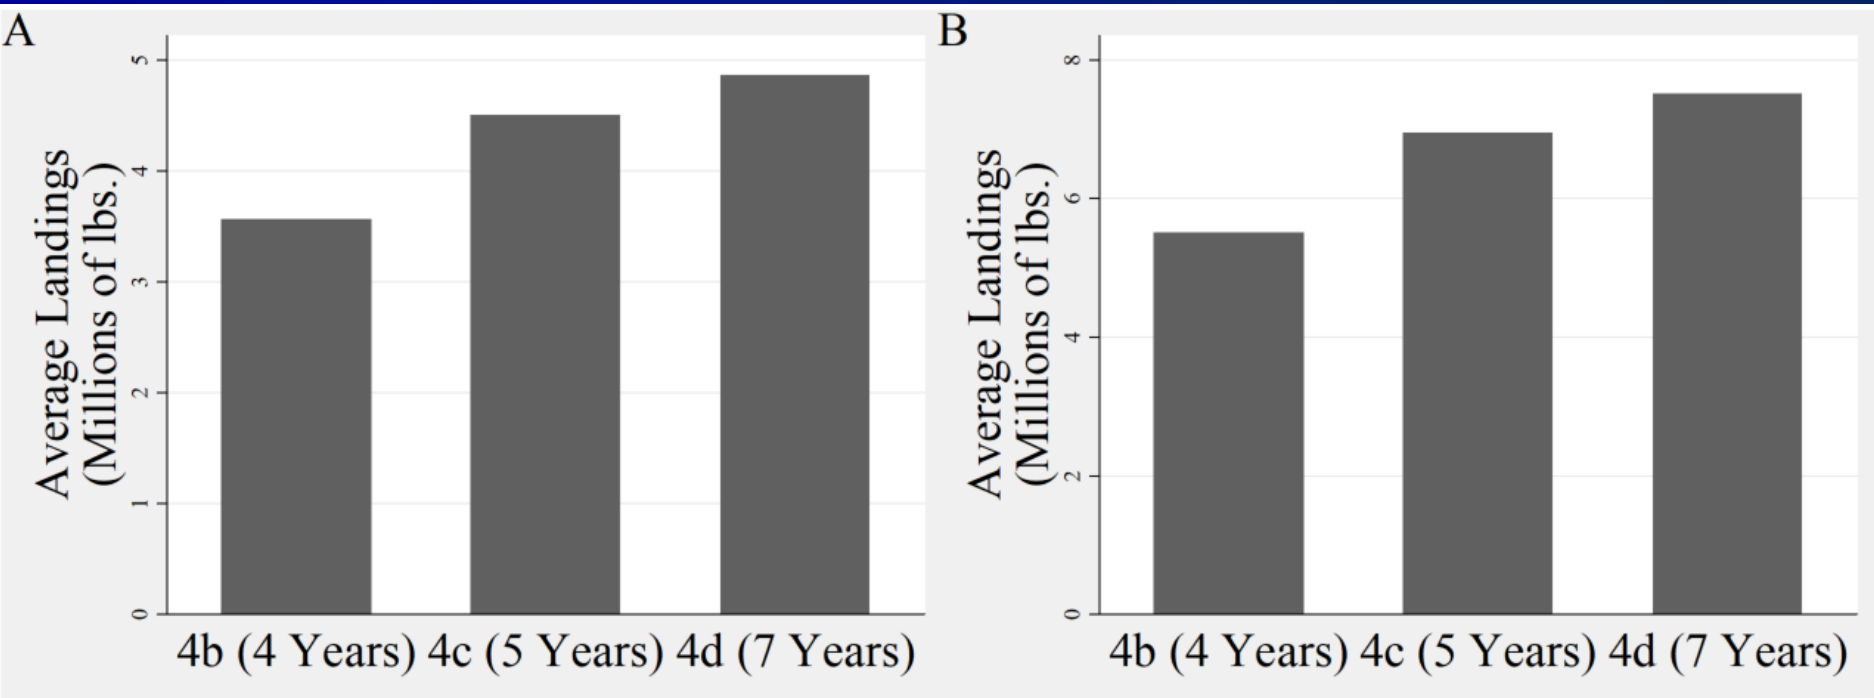 A
Average Landings
(Millions of lbs.)
5
4
3
2
1
0
4b (4 Years) 4c (5 Years) 4d (7 Years)
B
Average Landings
(Millions of lbs.)
8
6
4
2
0
4b (4 Years) 4c (5 Years) 4d (7 Years)